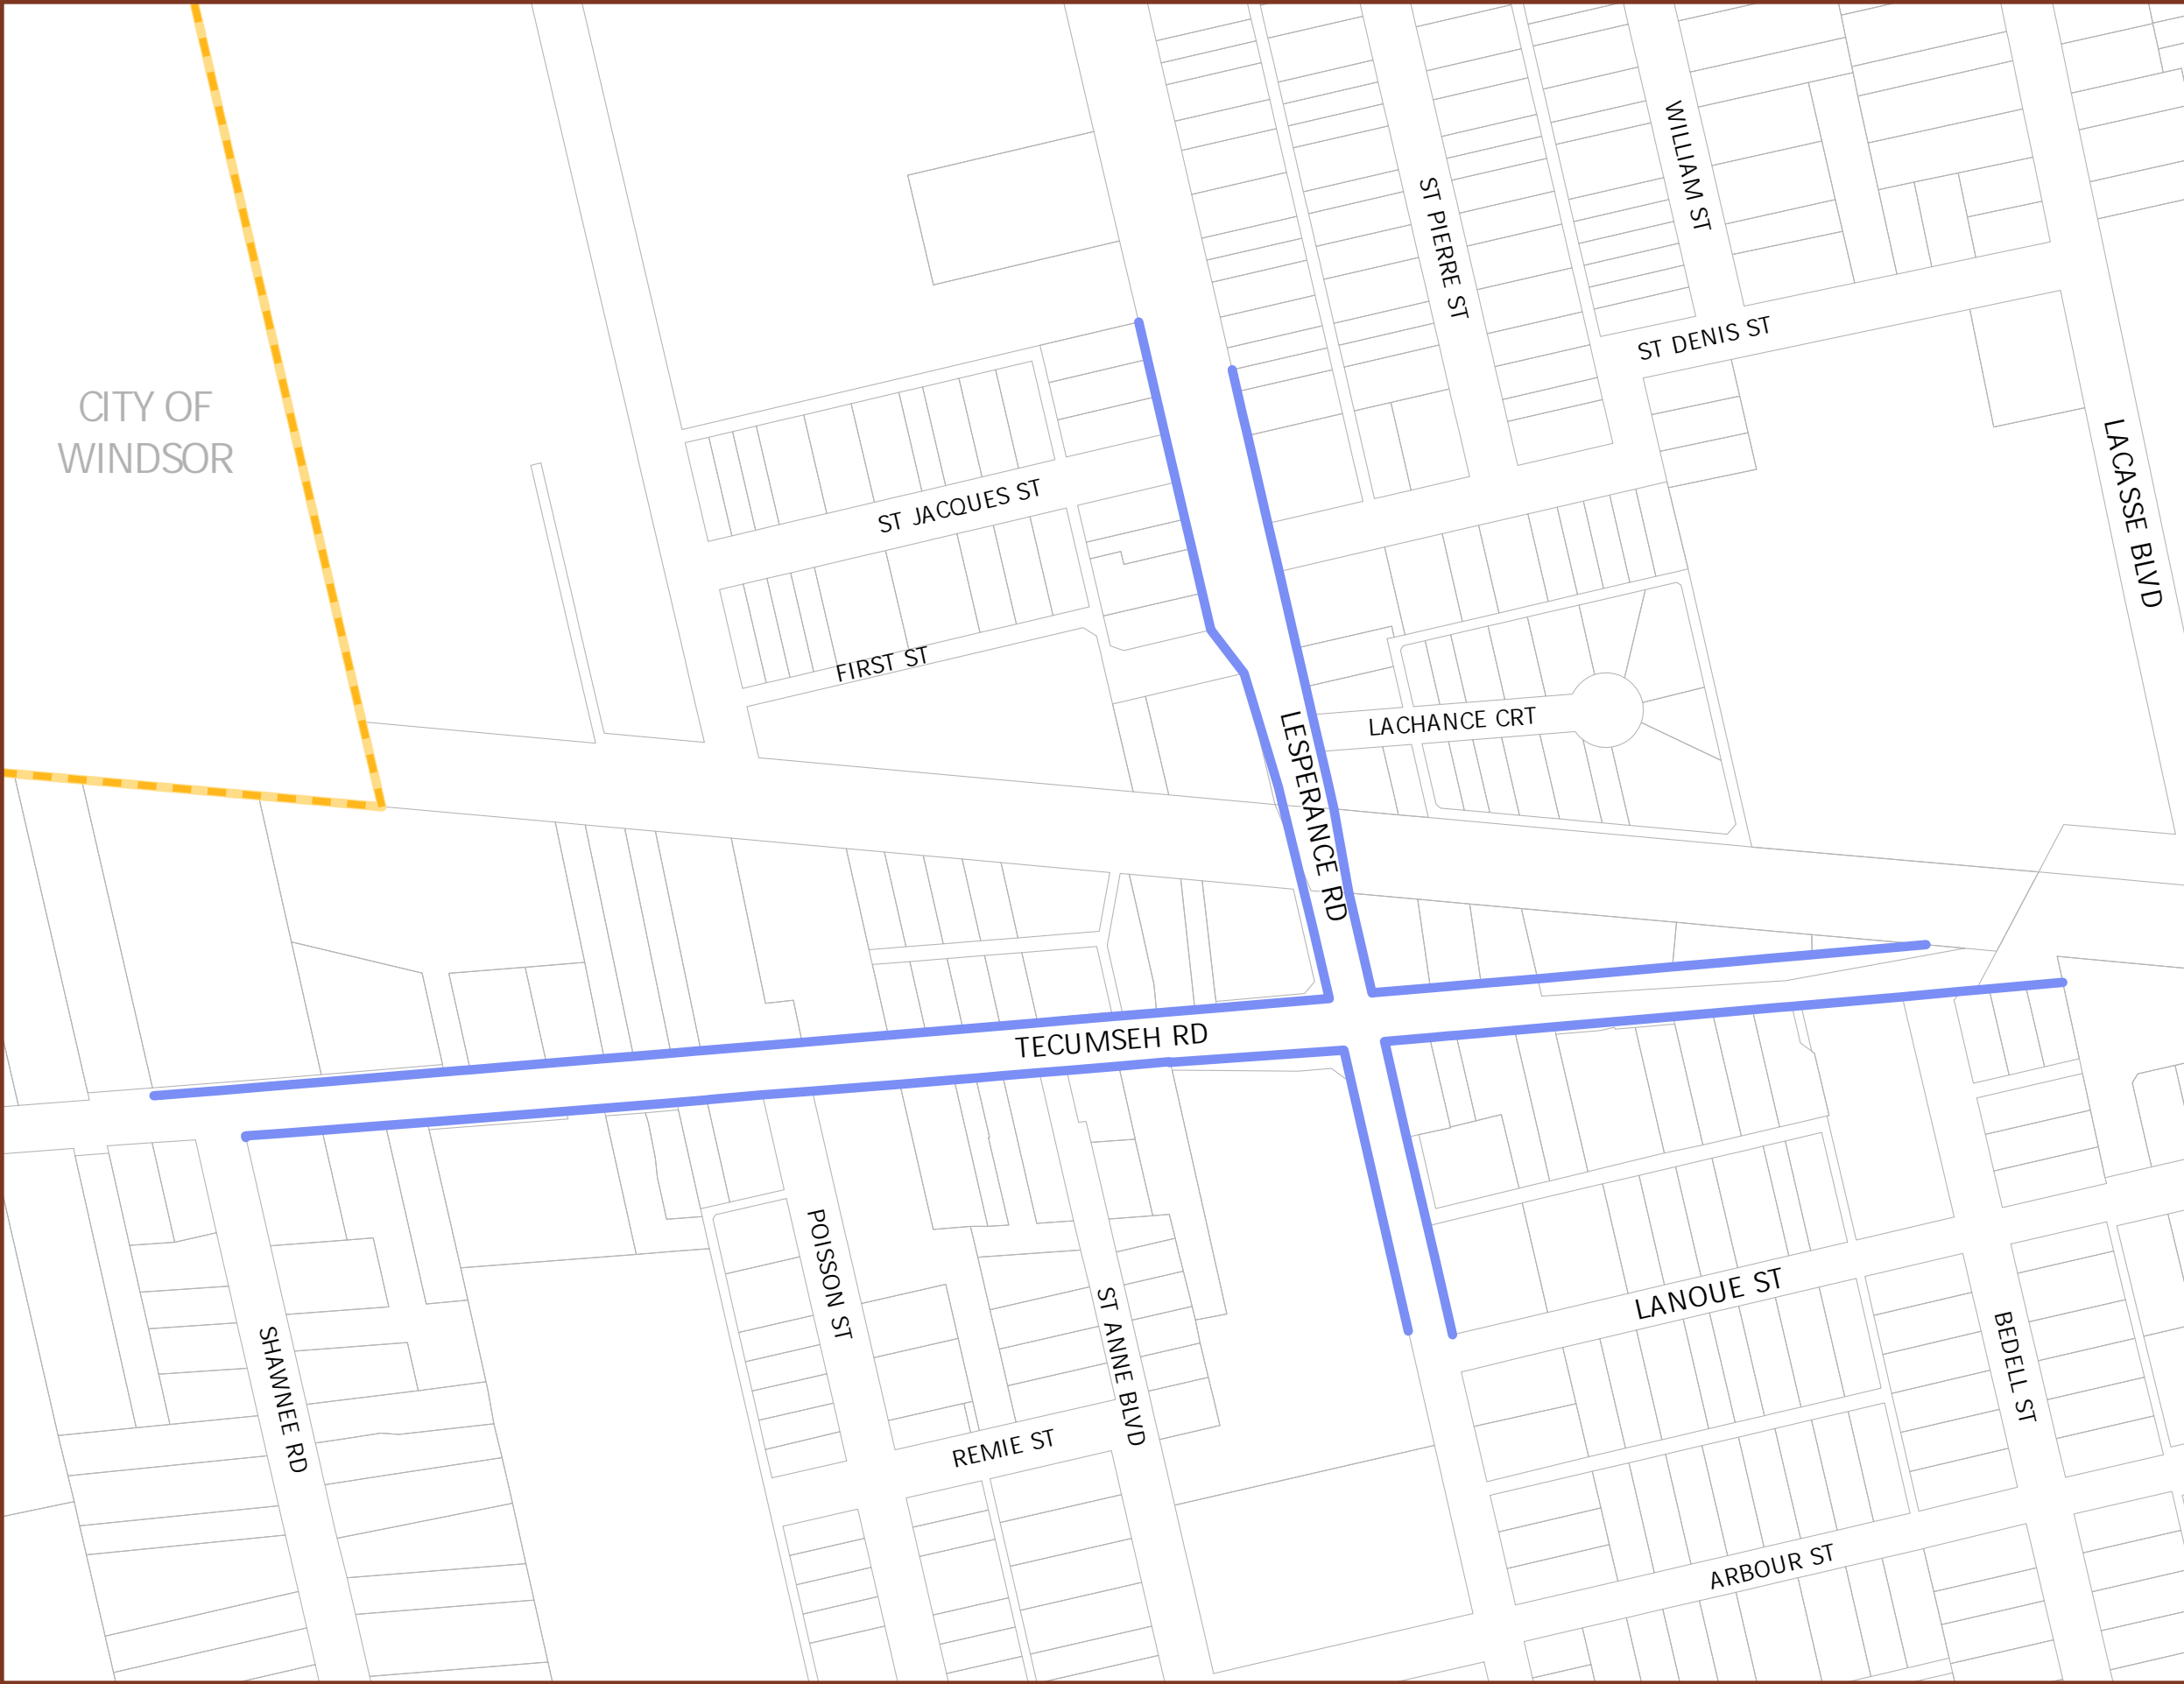 WILLIAM ST
ST PIERRE ST
ST DENIS ST
CITY OF
WINDSOR
LACASSE BLVD
ST JACQUES ST
FIRST ST
LACHANCE CRT
LESPERANCE RD
TECUMSEH RD
POISSON ST
LANOUE ST
ST ANNE BLVD
BEDELL ST
SHAWNEE RD
REMIE ST
ARBOUR ST